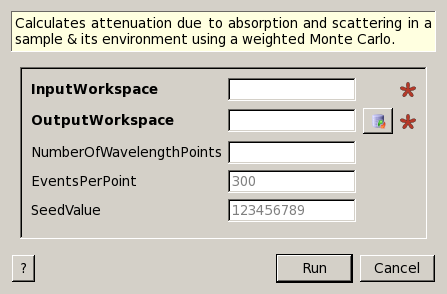 Calculates attenuation due to absorption and scattering in a
sample & its environment using a weighted Monte Carlo.
InputWorkspace
OutputWorkspace
NumberOfWavelengthPoints
EventsPerPoint 300
SeedValue 123456789
? Run Cancel